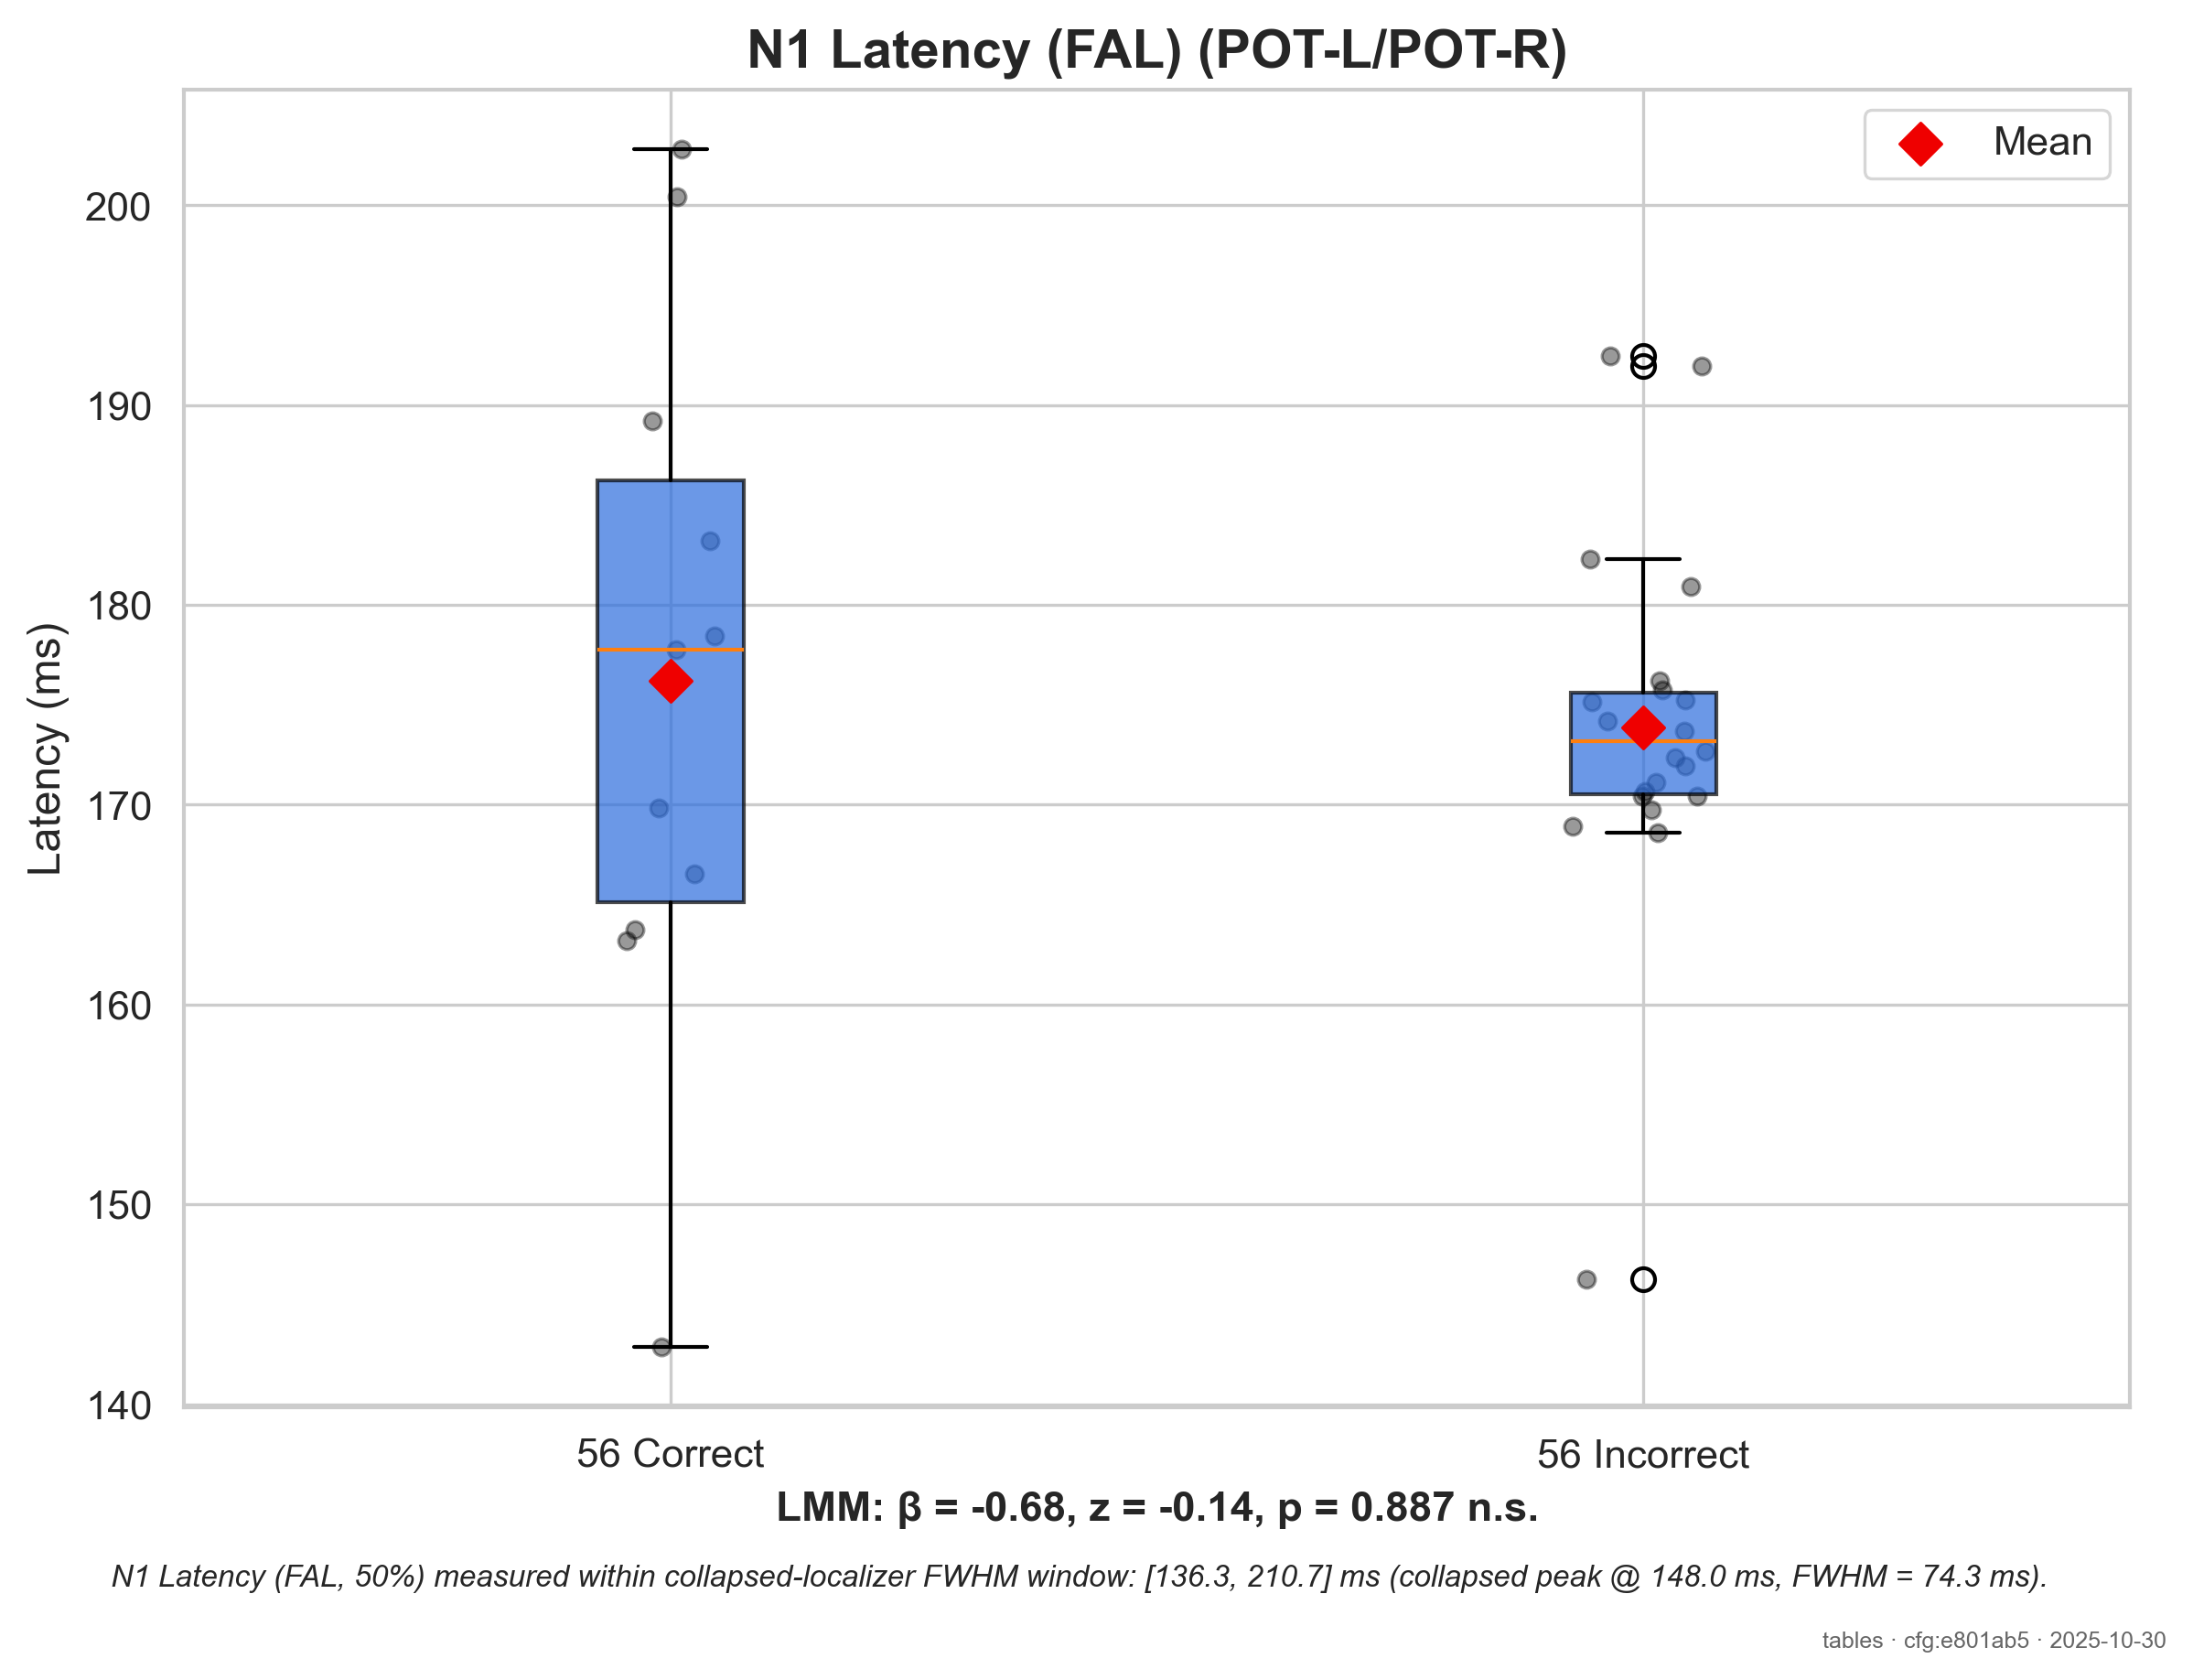 N1 Latency (FAL) (POT-L/POT-R)
Mean
200
190
180
170
160
150
140
Latency (ms)
56 Correct
56 Incorrect
LMM: β = -0.68, z = -0.14, p = 0.887 n.s.
N1 Latency (FAL, 50%) measured within collapsed-localizer FWHM window: [136.3, 210.7] ms (collapsed peak @ 148.0 ms, FWHM = 74.3 ms).
tables · cfg:e801ab5 · 2025-10-30